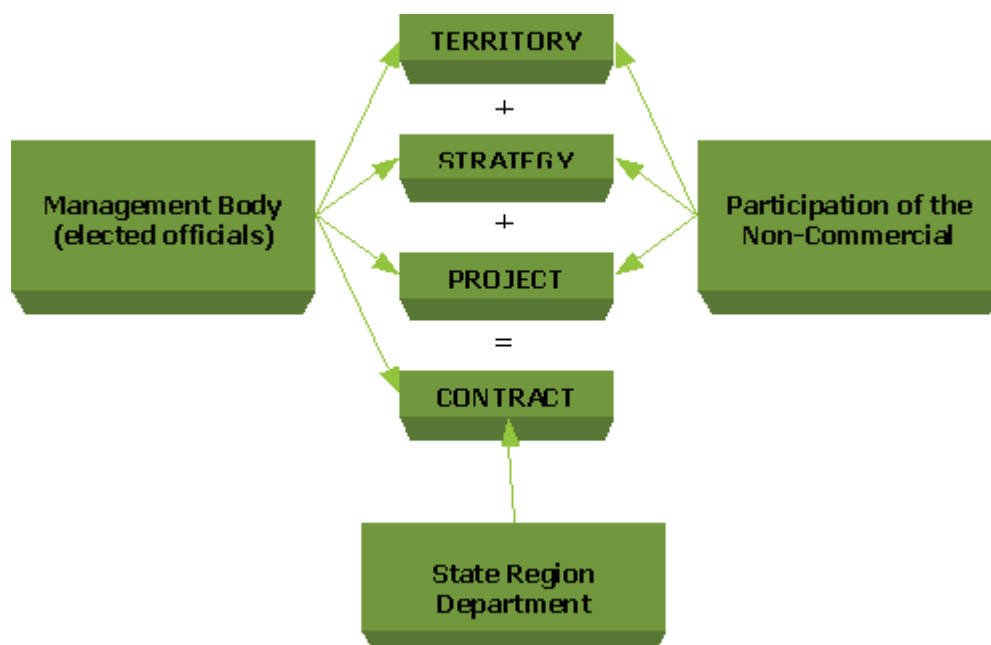 TERRITORY
+
STRATEGY
Management Body
(elected officials)
Participation of the
Non-Commercial
+
PROJECT
=
CONTRACT
State Region
Department